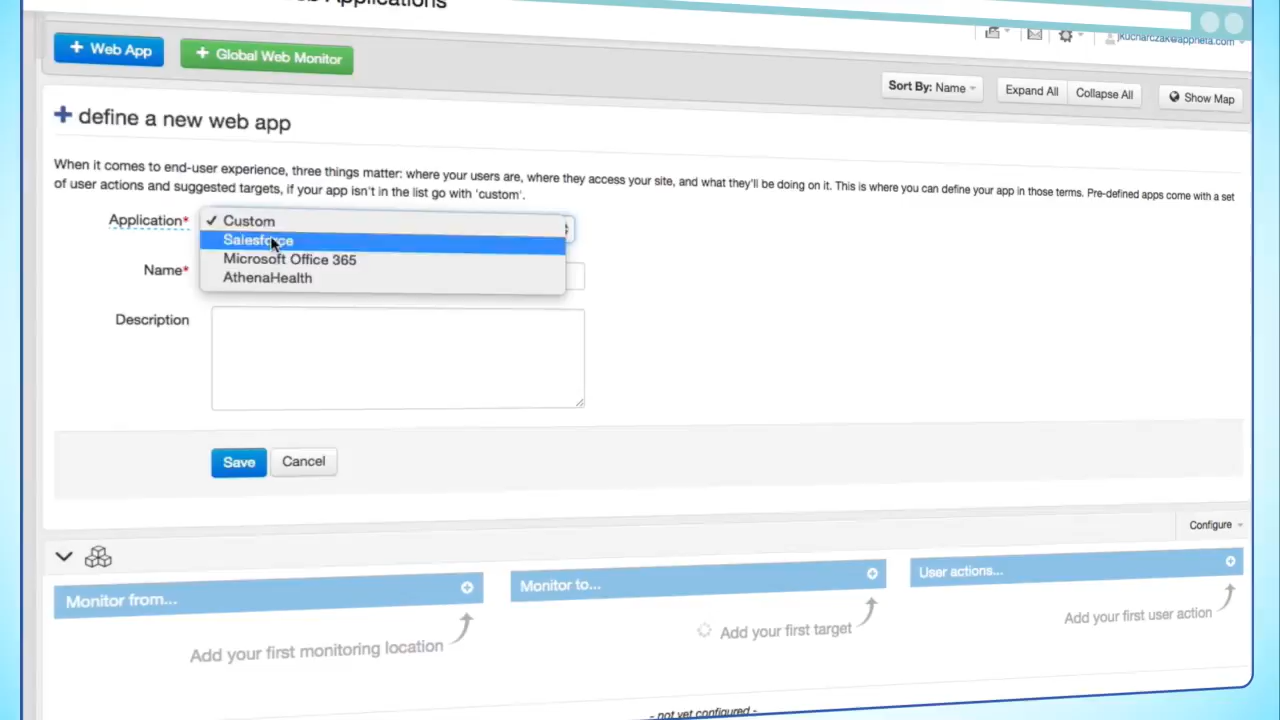 Applications
+ Web App
+ Global Web Monitor
jkucharczak@appneta.com
Sort By: Name
Expand All
Collapse All
Show Map
+ define a new web app
When it comes to end-user experience, three things matter: where your users are, where they access your site, and what they'll be doing on it. This is where you can define your app in those terms. Pre-defined apps come with a set
of user actions and suggested targets, if your app isn't in the list go with 'custom'.
Application*
✓ Custom
Salesforce
Microsoft Office 365
AthenaHealth
Name*
Description
Save
Cancel
Configure
Monitor from...
Monitor to...
User actions...
Add your first monitoring location
Add your first target
Add your first user action
- not yet configured -